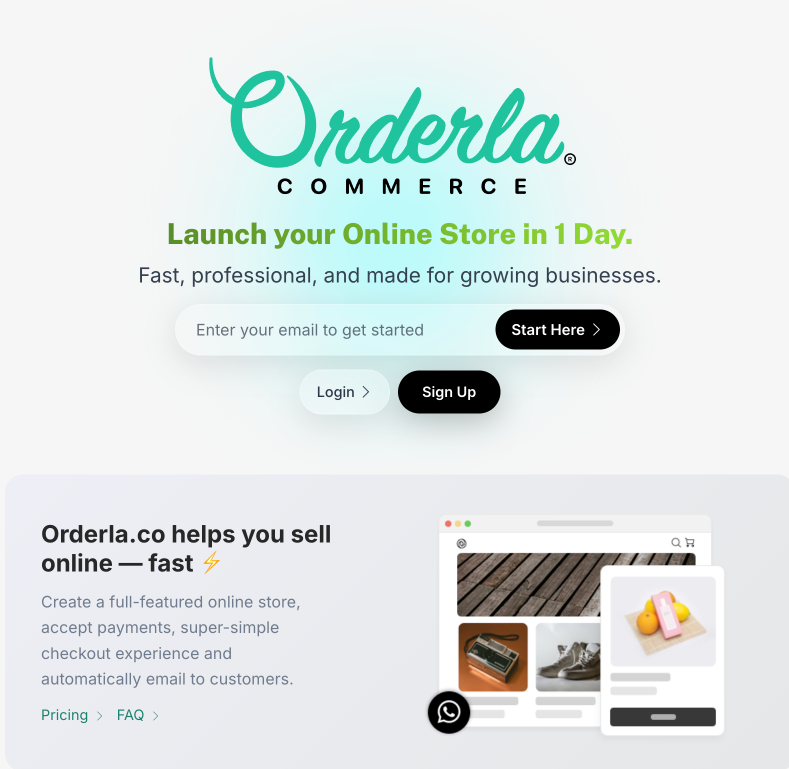 Orderla®
COMMERCE
Launch your Online Store in 1 Day.
Fast, professional, and made for growing businesses.
Enter your email to get started
Start Here
Login
Sign Up
Orderla.co helps you sell
online — fast ⚡
Create a full-featured online store,
accept payments, super-simple
checkout experience and
automatically email to customers.
Pricing FAQ